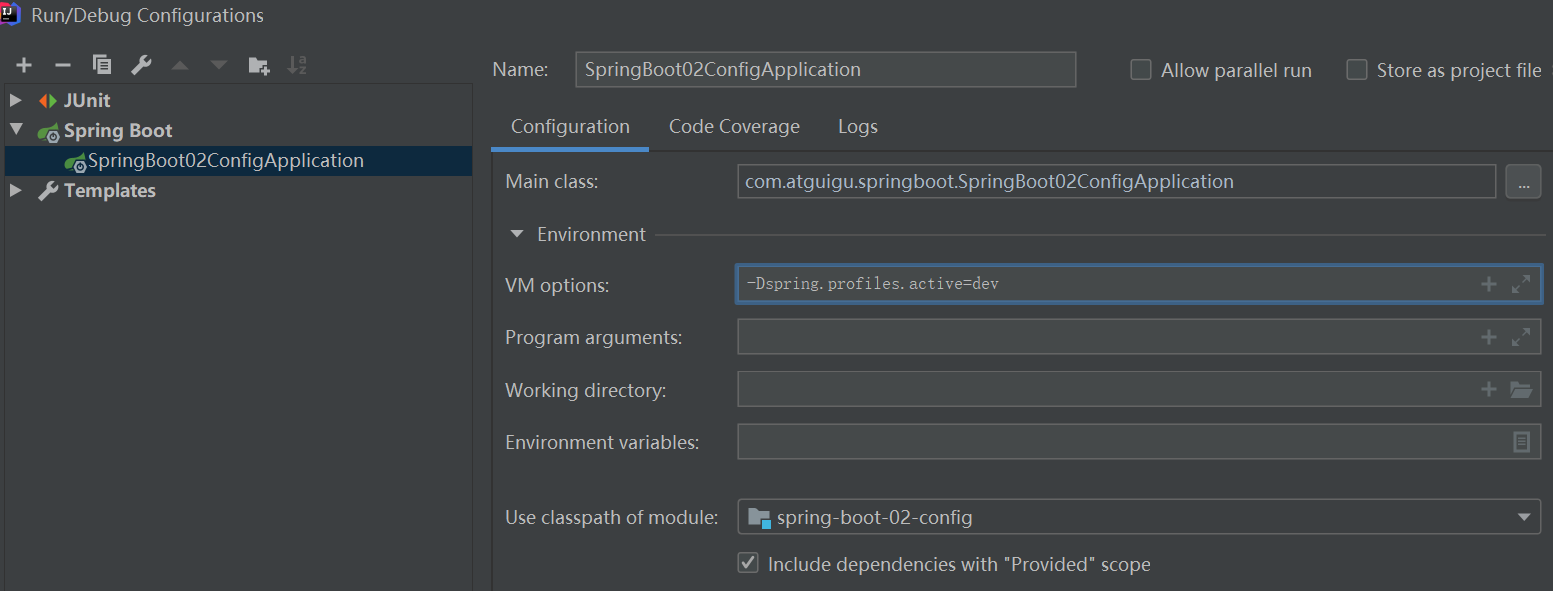 Run/Debug Configurations
Name: SpringBoot02ConfigApplication Allow parallel run Store as project file
JUnit
Spring Boot
SpringBoot02ConfigApplication
Templates
Configuration Code Coverage Logs
Main class: com.atguigu.springboot.SpringBoot02ConfigApplication ...
Environment
VM options: -Dspring.profiles.active=dev
Program arguments:
Working directory:
Environment variables:
Use classpath of module: spring-boot-02-config
Include dependencies with "Provided" scope